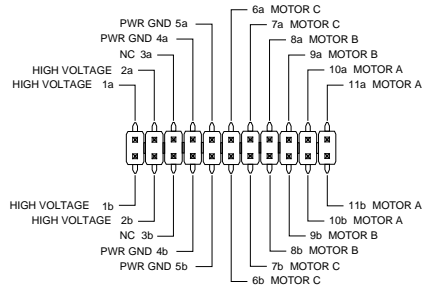 6a MOTOR C
PWR GND 5a
7a MOTOR C
PWR GND 4a
8a MOTOR B
NC 3a
9a MOTOR B
HIGH VOLTAGE 2a
10a MOTOR A
HIGH VOLTAGE 1a
11a MOTOR A
HIGH VOLTAGE 1b
11b MOTOR A
HIGH VOLTAGE 2b
10b MOTOR A
NC 3b
9b MOTOR B
PWR GND 4b
8b MOTOR B
PWR GND 5b
7b MOTOR C
6b MOTOR C